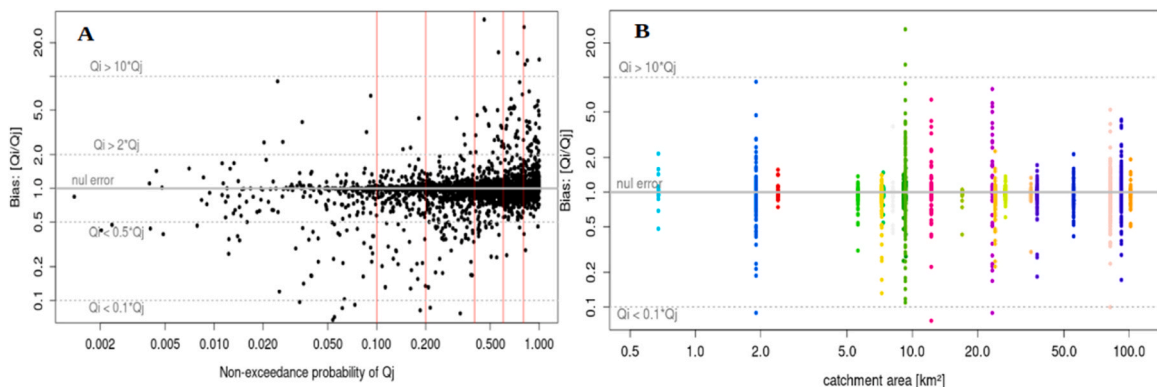 A
20.0
10.0
5.0
2.0
1.0
0.5
0.2
0.1
Bias: [Qi/Qj]
Qi > 10*Qj
Qi > 2*Qj
nul error
Qi < 0.5*Qj
Qi < 0.1*Qj
0.002
0.005
0.020
0.050
0.100
0.200
0.500
1.000
Non-exceedance probability of Qj
B
20.0
5.0
2.0
1.0
0.5
0.2
0.1
Bias: [Qi/Qj]
Qi > 10*Qj
nul error
Qi < 0.1*Qj
0.5
1.0
2.0
5.0
10.0
20.0
50.0
100.0
catchment area [km²]